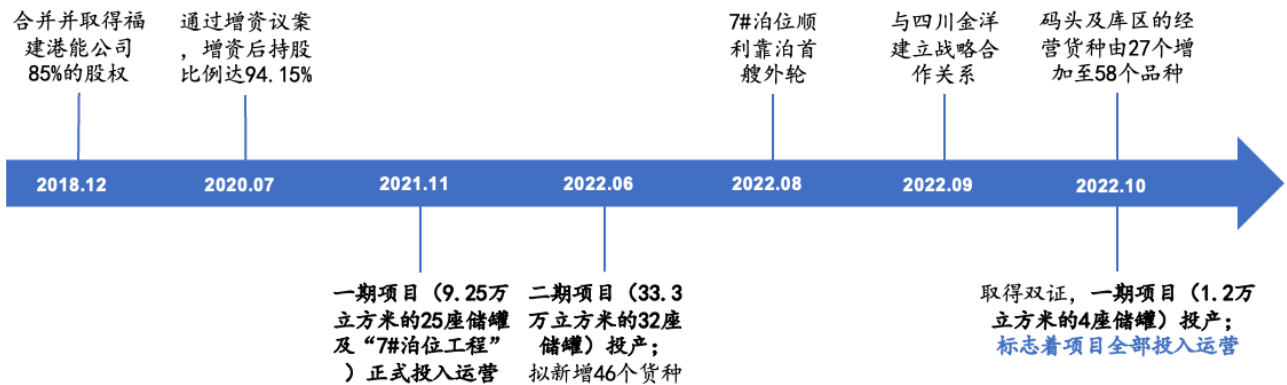 合并并取得福
建港能公司
85%的股权
通过增资议案
，增资后持股
比例达94.15%
7#泊位顺
利靠泊首
艘外轮
与四川金洋
建立战略合
作关系
码头及库区的经
营货种由27个增
加至58个品种
2018.12
2020.07
2021.11
2022.06
2022.08
2022.09
2022.10
一期项目（9.25万
立方米的25座储罐
及“7#泊位工程”
）正式投入运营
二期项目（33.3
万立方米的32座
储罐）投产；
拟新增46个货种
取得双证，一期项目（1.2万
立方米的4座储罐）投产；
标志着项目全部投入运营